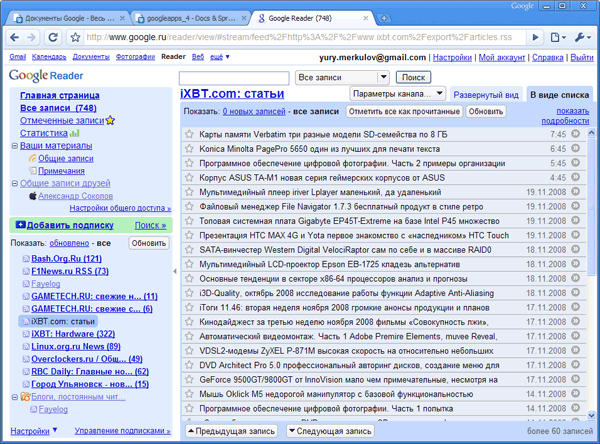 Google
Документы Google - Весь ...
googleapps_4 - Docs & Spr...
Google Reader (748)
http://www.google.ru/reader/view/#stream/feed%2Fhttp%3A%2F%2Fwww.ixbt.com%2Fexport%2Farticles.rss
Gmail Календарь Документы Фотографии Reader Веб ещё ▼
yury.merkulov@gmail.com | Настройки | Мой аккаунт | Справка | Выйти
Google Reader
Все записи
Поиск
Главная страница
Все записи (748)
Отмеченные записи
Статистика
Ваши материалы
Общие записи
Примечания
Общие записи друзей
Александр Соколов
Настройки общего доступа »
Добавить подписку
Поиск »
Показать: обновлено - все
Обновить
Bash.Org.Ru (121)
F1News.ru RSS (73)
Fayelog
GAMETECH.RU: свежие н... (11)
GAMETECH.RU: свежие с... (6)
iXBT.com: статьи
iXBT: Hardware (322)
Linux.org.ru News (89)
Overclockers.ru / Общ... (49)
RBC Daily: Главные но... (62)
Город Ульяновск - нов... (15)
Блоги, постоянным чит...
Fayelog
Настройки ▼
Управление подписками »
iXBT.com: статьи
Параметры канала...
Развернутый вид
В виде списка
Показать: 0 новых записей - все записи
Отметить все как прочитанные
Обновить
показать подробности
Карты памяти Verbatim три разные модели SD-семейства по 8 ГБ 7:45
Konica Minolta PagePro 5650 один из лучших для печати текста 6:45
Программное обеспечение цифровой фотографии. Часть 2 примеры организации 5:45
Корпус ASUS TA-M1 новая серия геймерских корпусов от ASUS 4:45
Мультимедийный плеер iriver Lplayer маленький, да удаленький 19.11.2008
Файловый менеджер File Navigator 1.7.3 бесплатный продукт в стиле ретро 19.11.2008
Топовая системная плата Gigabyte EP45T-Extreme на базе Intel P45 множество 19.11.2008
Презентация HTC MAX 4G и Yota первое знакомство с «наследником» HTC Touch 19.11.2008
SATA-винчестер Western Digital VelociRaptor сам по себе и в массиве RAID0 18.11.2008
Мультимедийный LCD-проектор Epson EB-1725 кладезь альтернатив 18.11.2008
Основные тенденции в секторе x86-64 процессоров анализ и прогнозы 18.11.2008
i3D-Quality, октябрь 2008 исследование работы функции Adaptive Anti-Aliasing 18.11.2008
iТоги 11.46: вторая неделя ноября 2008 громкие анонсы продукции и планов 17.11.2008
Кинодайджест за третью неделю ноября 2008 фильмы «Совокупность лжи», 17.11.2008
Автоматический видеомонтаж. Часть 1 Adobe Premiere Elements, muvee Reveal, 17.11.2008
VDSL2-модемы ZyXEL P-871M высокая скорость на относительно небольших 17.11.2008
DVD Architect Pro 5.0 профессиональный авторинг дисков, создание меню для 14.11.2008
GeForce 9500GT/9800GT от InnoVision мало чем примечательные, несмотря на 14.11.2008
Мышь Oklick M5 недорогой манипулятор с базовой функциональностью 14.11.2008
Программное обеспечение цифровой фотографии. Часть 1 попытка 14.11.2008
Предыдущая запись
Следующая запись
более 60 записей